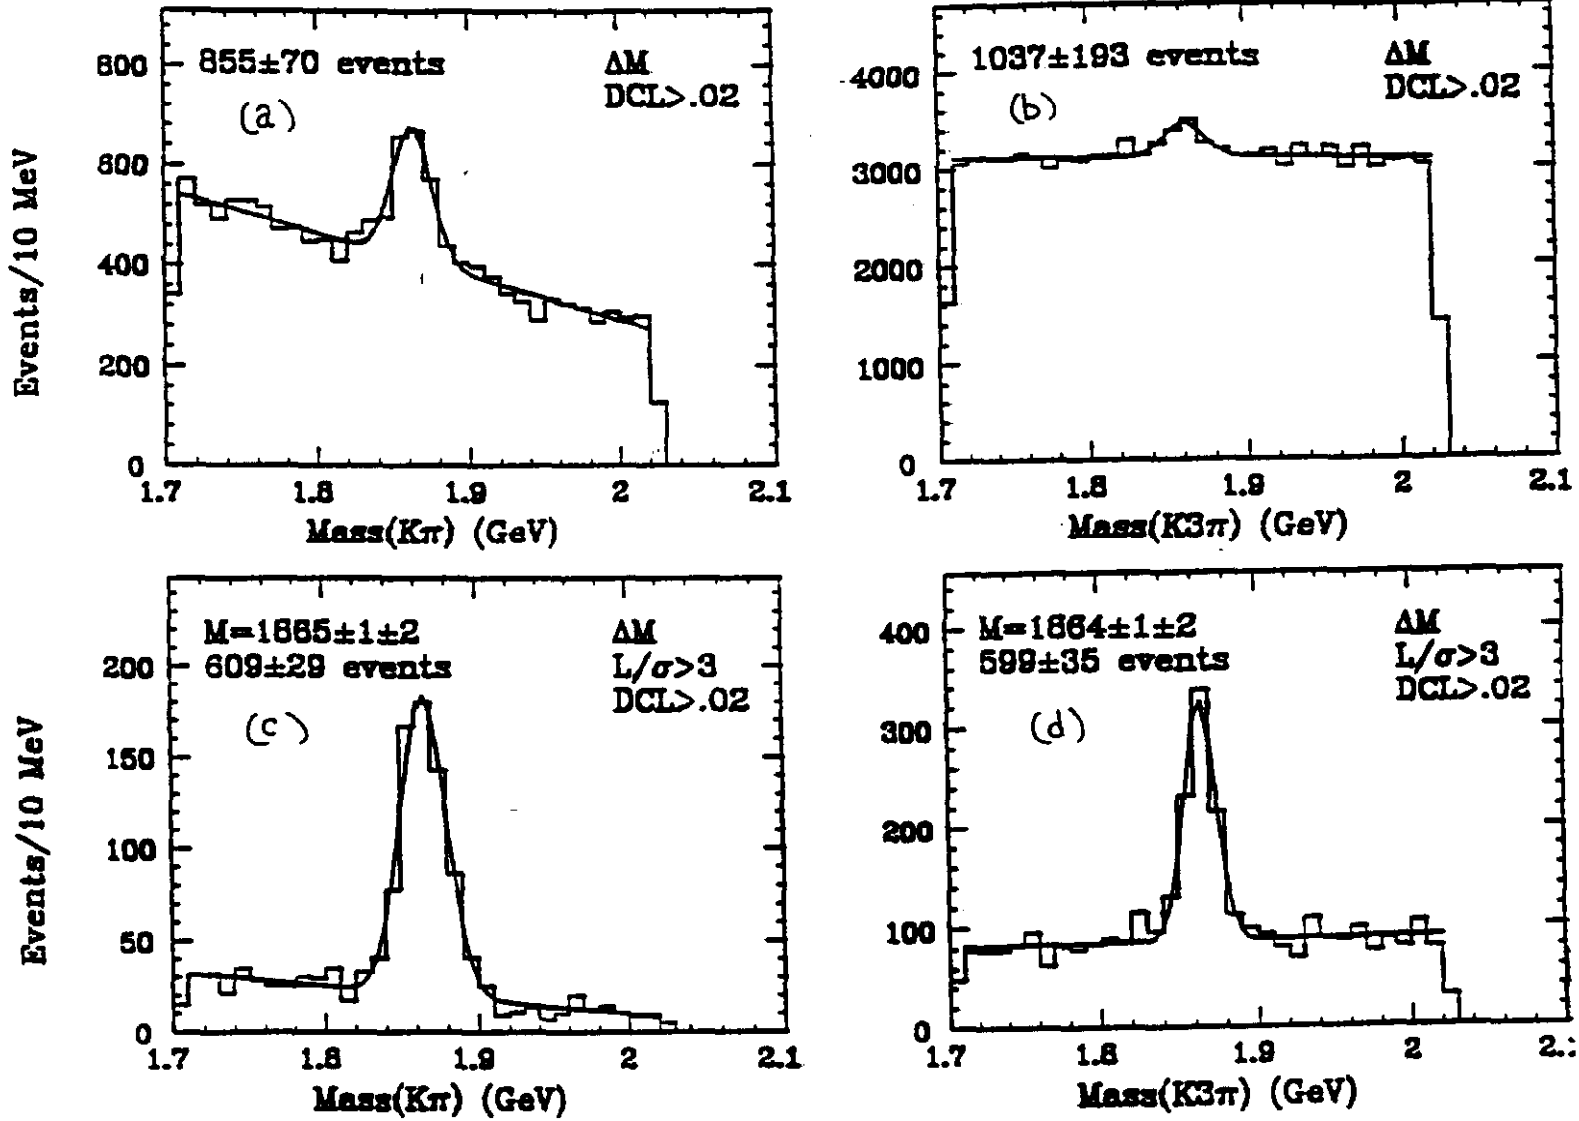 855±70 events
ΔM
DCL>.02
(a)
800
600
400
200
0
1.7
1.8
1.9
2
2.1
Mass(Kπ) (GeV)
Events/10 MeV
1037±193 events
ΔM
DCL>.02
(b)
4000
3000
2000
1000
0
1.7
1.8
1.9
2
2.1
Mass(K3π) (GeV)
M=1865±1±2
609±29 events
ΔM
L/σ>3
DCL>.02
(c)
200
150
100
50
0
1.7
1.8
1.9
2
2.1
Mass(Kπ) (GeV)
Events/10 MeV
M=1864±1±2
599±35 events
ΔM
L/σ>3
DCL>.02
(d)
400
300
200
100
0
1.7
1.8
1.9
2
Mass(K3π) (GeV)